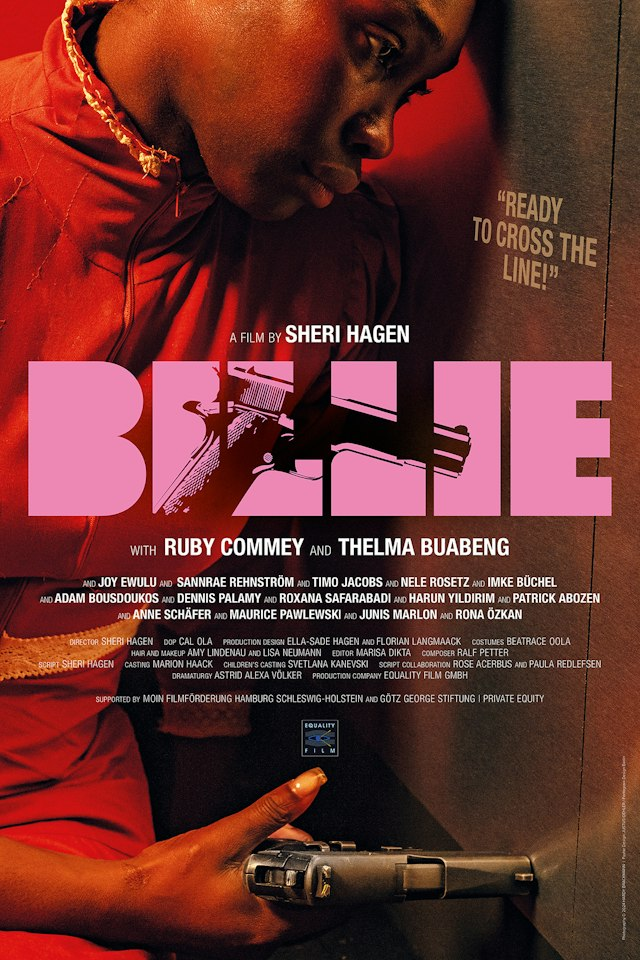 “READY
TO CROSS THE
LINE!”
A FILM BY SHERI HAGEN
BILLIE
WITH RUBY COMMEY AND THELMA BUABENG
AND JOY EWULU AND SANNRAE REHNSTRÖM AND TIMO JACOBS AND NELE ROSETZ AND IMKE BÜCHEL
AND ADAM BOUSDOUKOS AND DENNIS PALAMY AND ROXANA SAFARABADI AND HARUN YILDIRIM AND PATRICK ABOZEN
AND ANNE SCHÄFER AND MAURICE PAWLEWSKI AND JUNIS MARLON AND RONA ÖZKAN
DIRECTOR SHERI HAGEN DOP CAL OLA PRODUCTION DESIGN ELLA-SADE HAGEN AND FLORIAN LANGMAACK COSTUMES BEATRACE OOLA
HAIR AND MAKEUP AMY LINDENAU AND LISA NEUMANN EDITOR MARISA DIKTA COMPOSER RALF PETTER
SCRIPT SHERI HAGEN CASTING MARION HAACK CHILDREN'S CASTING SVETLANA KANEVSKI SCRIPT COLLABORATION ROSE ACERBUS AND PAULA REDLEFSEN
DRAMATURGY ASTRID ALEXA VÖLKER PRODUCTION COMPANY EQUALITY FILM GMBH
SUPPORTED BY MOIN FILMFÖRDERUNG HAMBURG SCHLESWIG-HOLSTEIN AND GÖTZ GEORGE STIFTUNG | PRIVATE EQUITY
EQUALITY
FILM